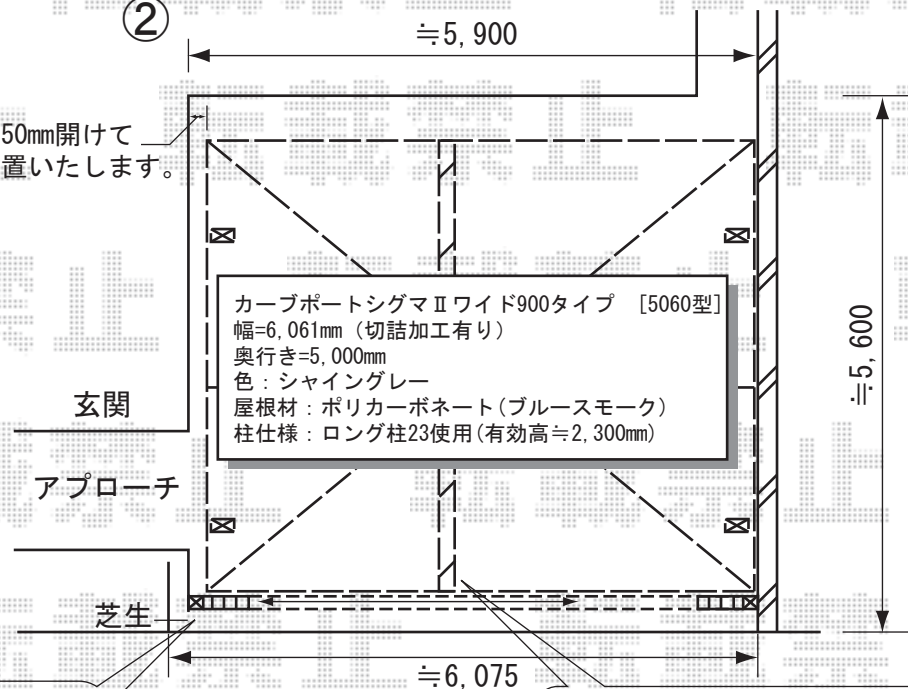 ②
≒5,900
50mm開けて
置いたします。
カーブポートシグマⅡワイド900タイプ　[5060型]
幅=6,061mm（切詰加工有り）
奥行き=5,000mm
色：シャイングレー
屋根材：ポリカーボネート(ブルースモーク)
柱仕様：ロング柱23使用(有効高≒2,300mm)
≒5,600
玄関
アプローチ
芝生
≒6,075